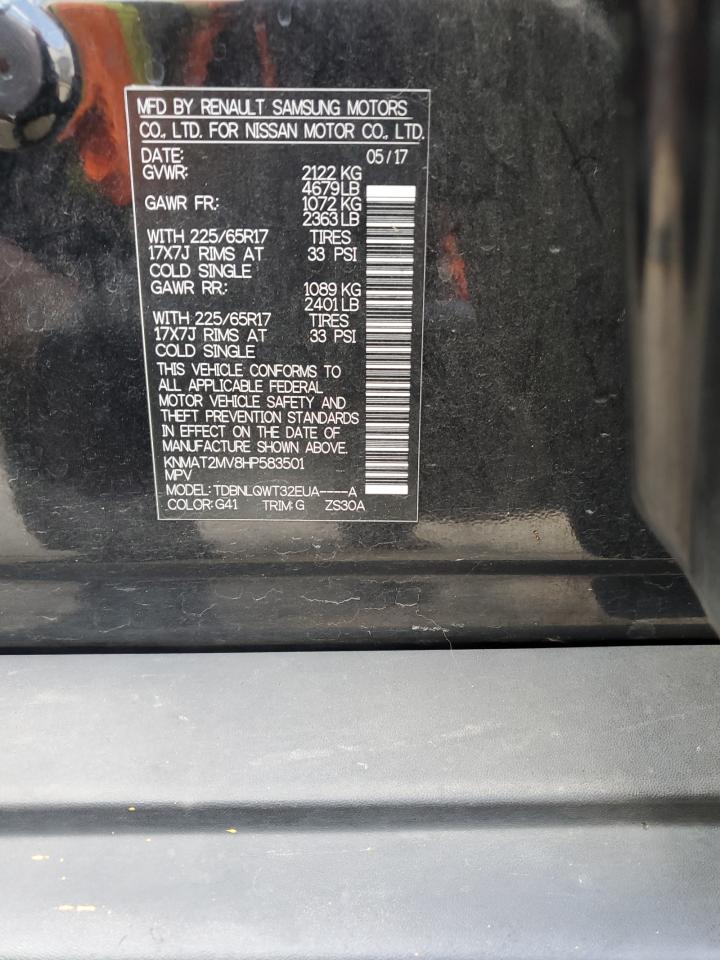 MFD BY RENAULT SAMSUNG MOTORS
CO., LTD. FOR NISSAN MOTOR CO., LTD.
DATE: 05/17
GVWR: 2122 KG
4679 LB
GAWR FR.: 1072 KG
2363 LB
WITH 225/65R17 TIRES
17X7J RIMS AT 33 PSI
COLD SINGLE
GAWR RR.: 1089 KG
2401 LB
WITH 225/65R17 TIRES
17X7J RIMS AT 33 PSI
COLD SINGLE
THIS VEHICLE CONFORMS TO
ALL APPLICABLE FEDERAL
MOTOR VEHICLE SAFETY AND
THEFT PREVENTION STANDARDS
IN EFFECT ON THE DATE OF
MANUFACTURE SHOWN ABOVE.
KNMAT2MV8HP583501
MPV
MODEL: TDBNLQWT32EUA----A
COLOR: G41 TRIM: G ZS30A